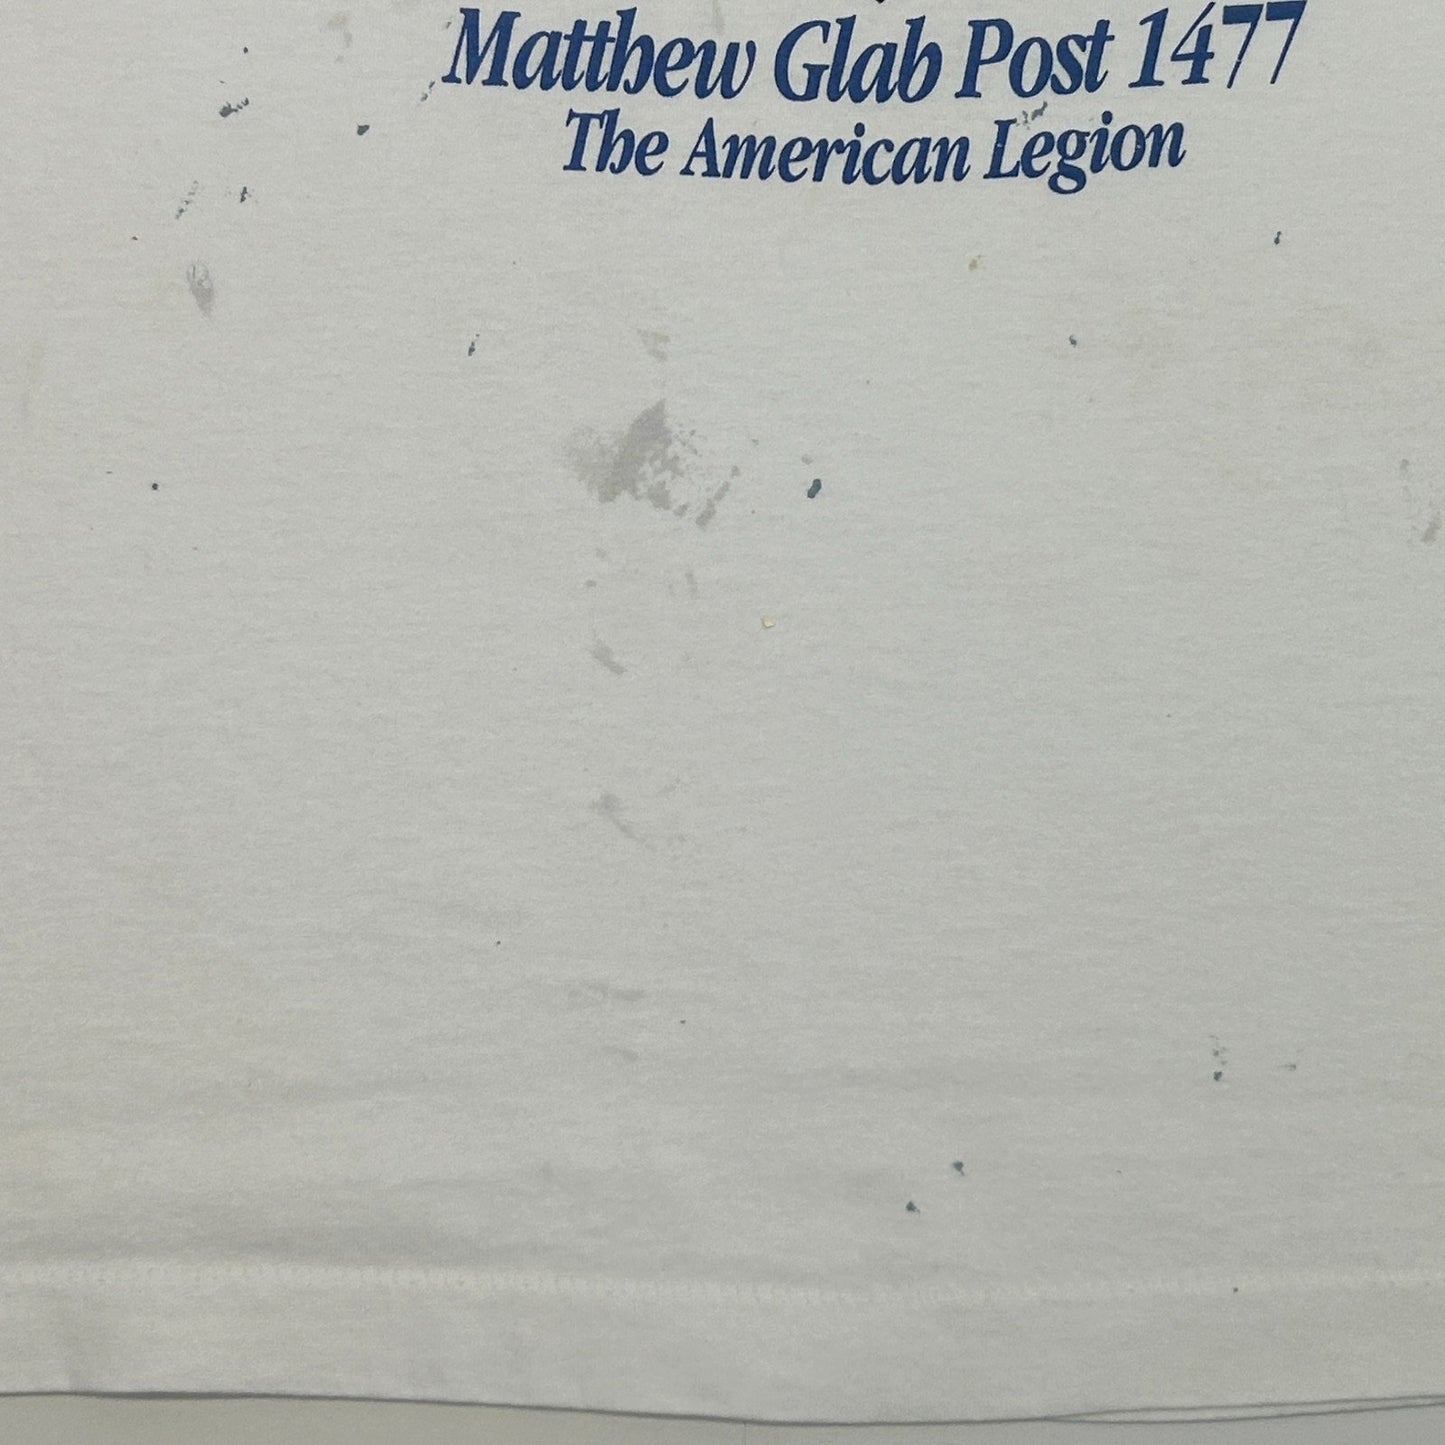 Matthew Glab Post 1477
The American Legion